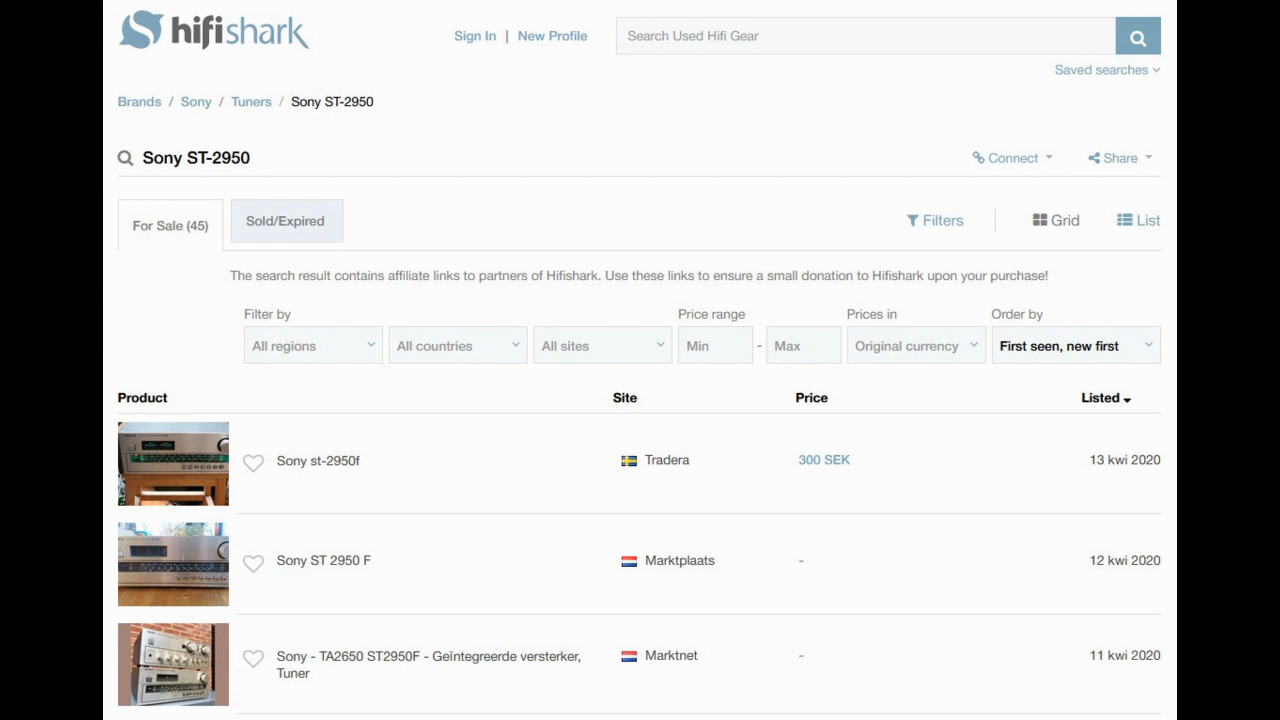 hifishark
Sign In | New Profile
Search Used Hifi Gear
Saved searches
Brands / Sony / Tuners / Sony ST-2950
Sony ST-2950
Connect
Share
For Sale (45)
Sold/Expired
Filters
Grid
List
The search result contains affiliate links to partners of Hifishark. Use these links to ensure a small donation to Hifishark upon your purchase!
Filter by
Price range
Prices in
Order by
All regions
All countries
All sites
Min
-
Max
Original currency
First seen, new first
Product
Site
Price
Listed
Sony st-2950f
Tradera
300 SEK
13 kwi 2020
Sony ST 2950 F
Marktplaats
-
12 kwi 2020
Sony - TA2650 ST2950F - Geïntegreerde versterker,
Tuner
Marktnet
-
11 kwi 2020